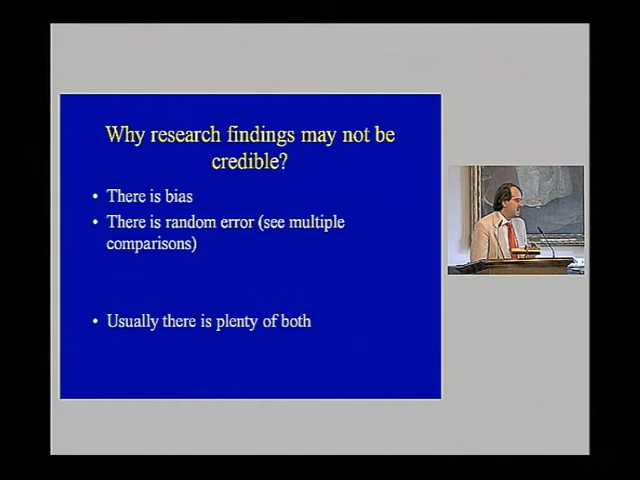 Why research findings may not be
credible?
• There is bias
• There is random error (see multiple
comparisons)
• Usually there is plenty of both